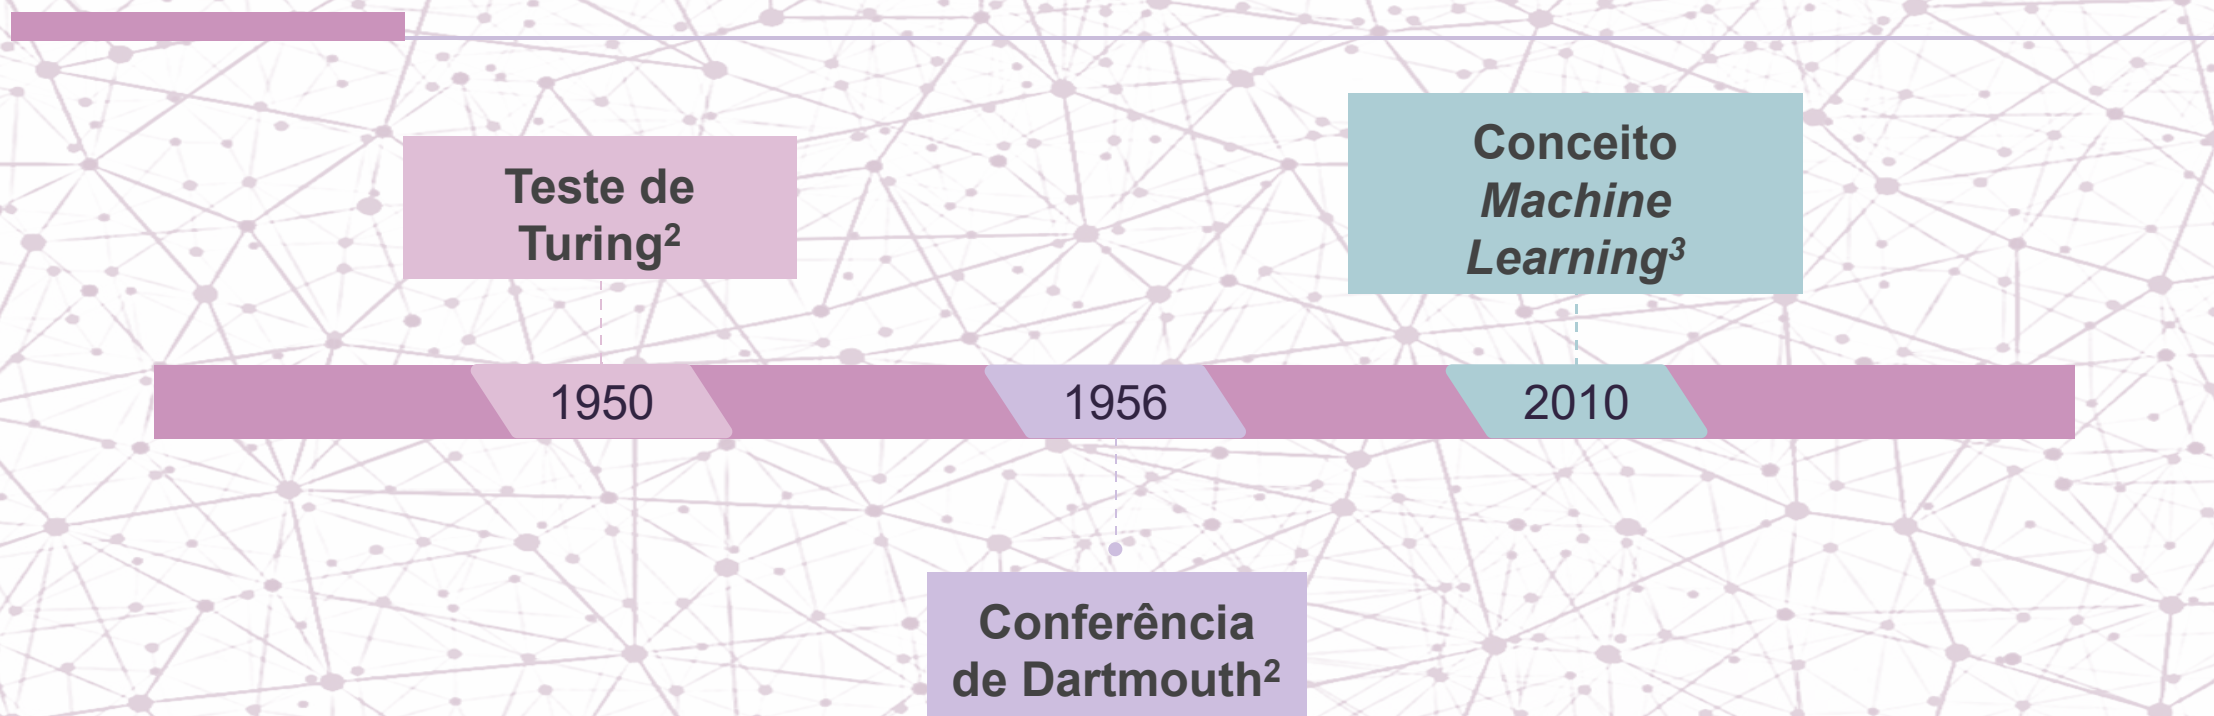 Teste de
Turing²
Conceito
Machine
Learning³
1950
1956
2010
Conferência
de Dartmouth²